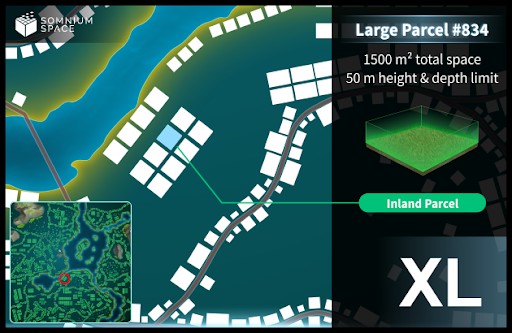 SOMNIUM
SPACE
Large Parcel #834
1500 m² total space
50 m height & depth limit
Inland Parcel
XL